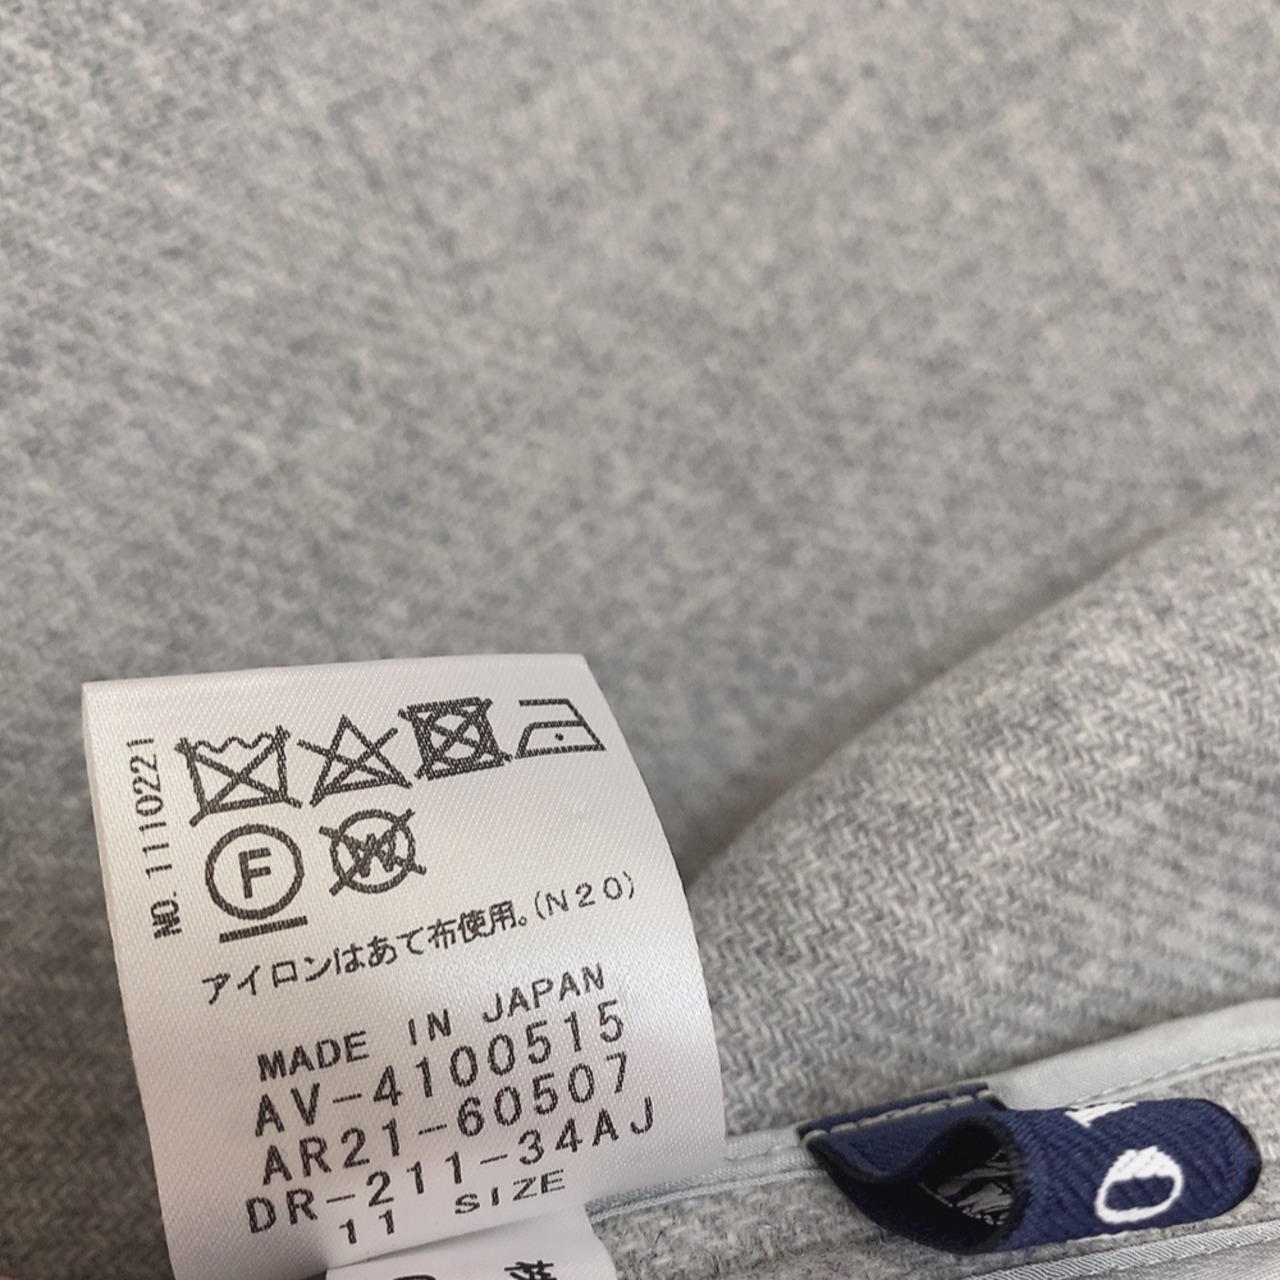 NO. 1110221
F
W
アイロンはあて布使用。(N20)
MADE IN JAPAN
AV-4100515
AR21-60507
DR-211-34AJ
11 SIZE